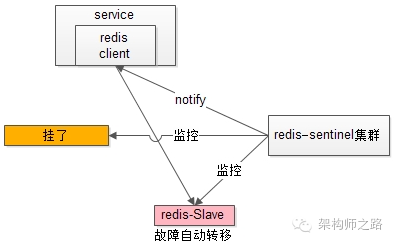 service
redis
client
notify
挂了
监控
redis-sentinel集群
监控
redis-Slave
故障自动转移
架构师之路